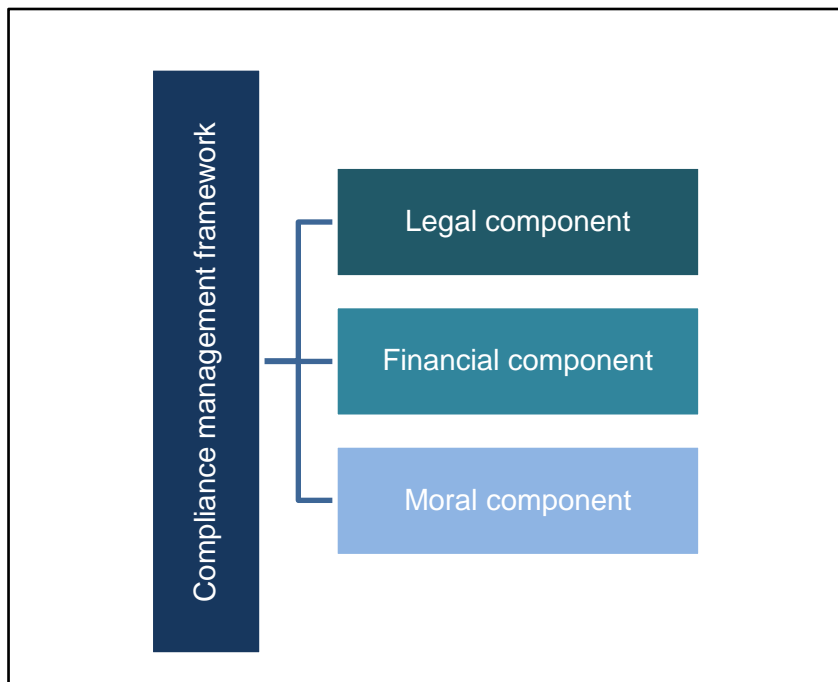 Compliance management framework
Legal component
Financial component
Moral component